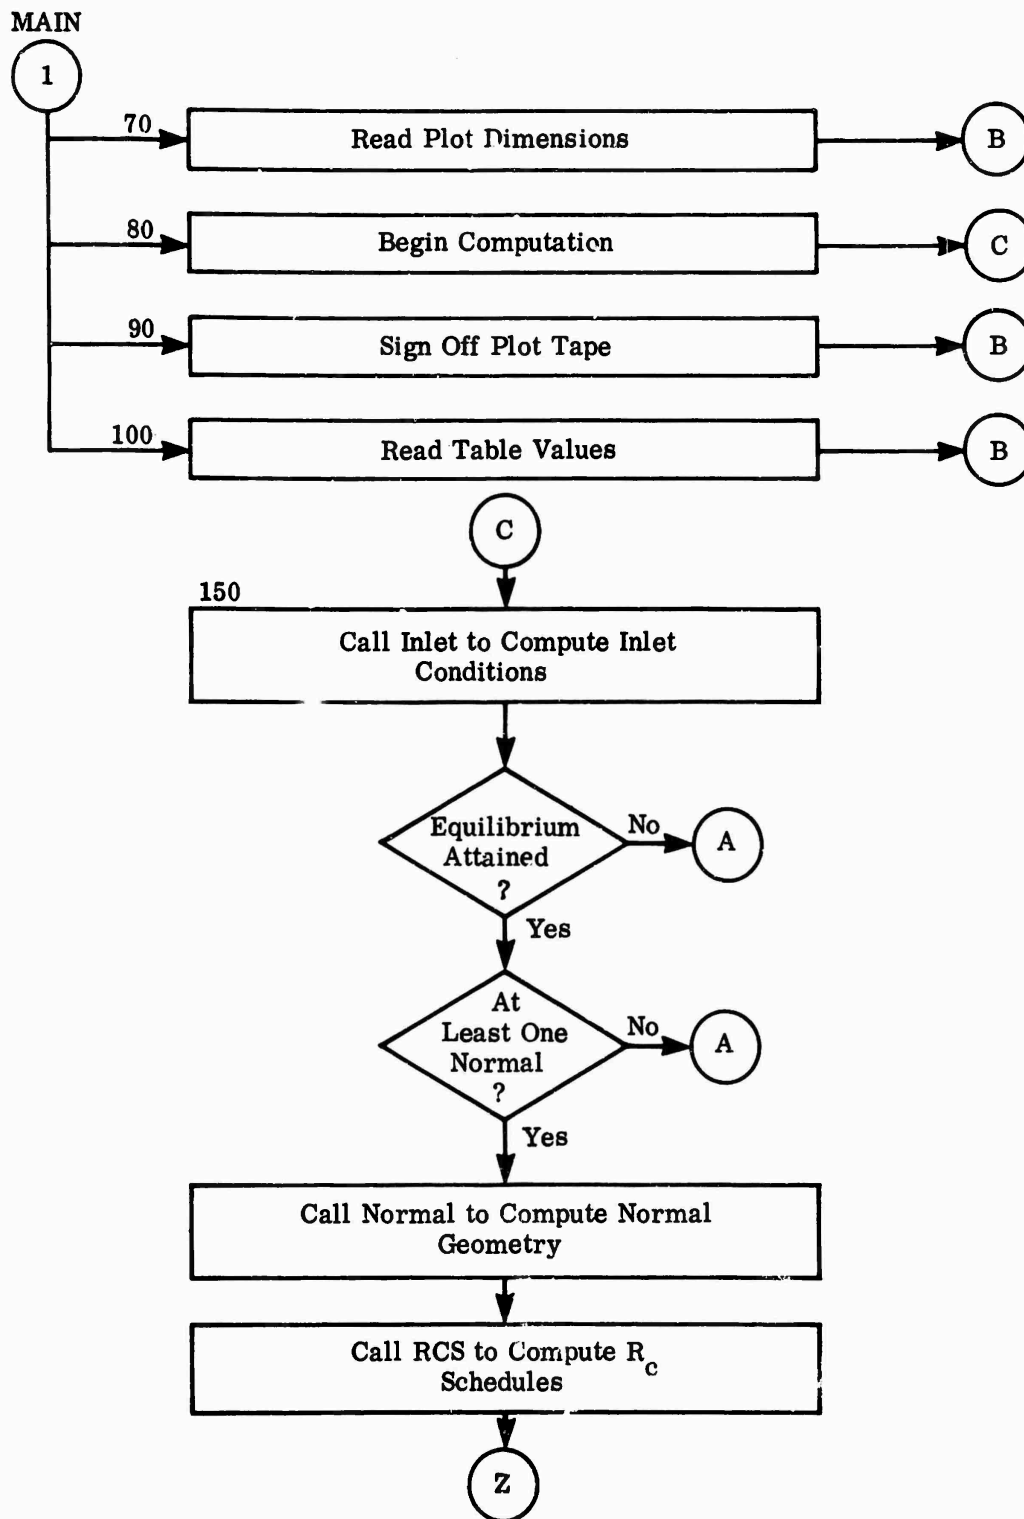 MAIN
1
70
Read Plot Dimensions
B
80
Begin Computation
C
90
Sign Off Plot Tape
B
100
Read Table Values
B
C
150
Call Inlet to Compute Inlet
Conditions
Equilibrium
Attained
?
No
A
Yes
At
Least One
Normal
?
No
A
Yes
Call Normal to Compute Normal
Geometry
Call RCS to Compute Rc
Schedules
Z